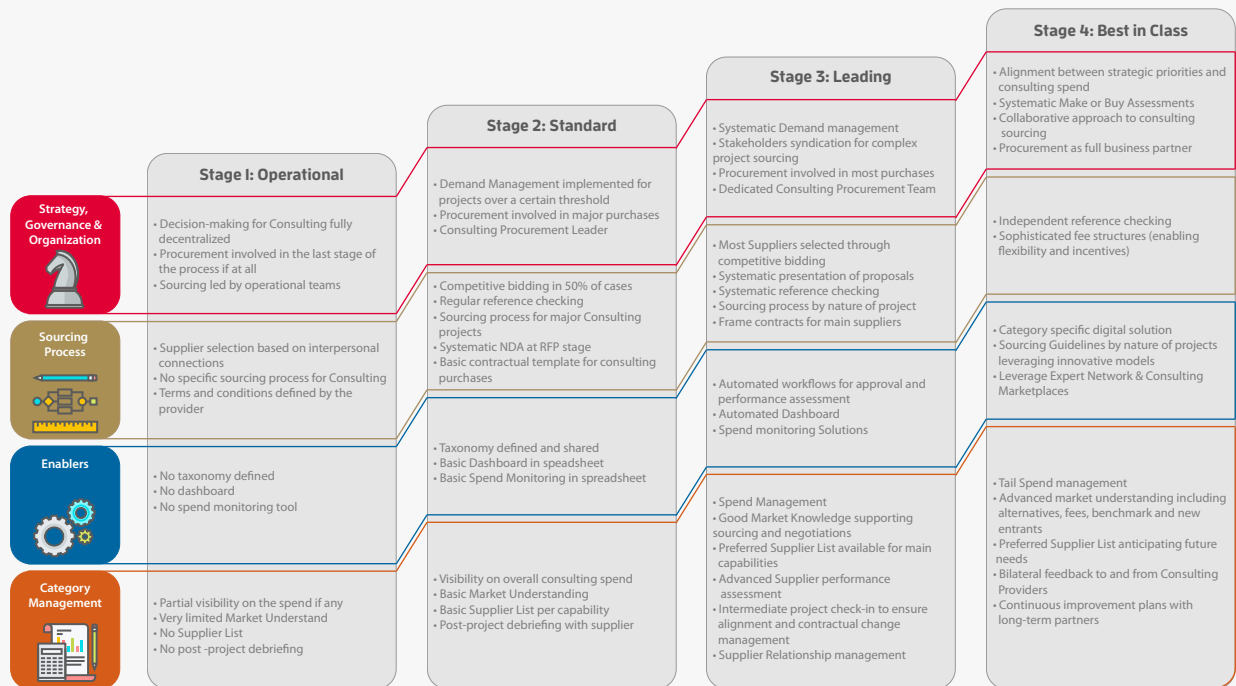 Stage 1: Operational
Stage 2: Standard
Stage 3: Leading
Stage 4: Best in Class
Strategy,
Governance &
Organization
• Decision-making for Consulting fully
decentralized
• Procurement involved in the last stage of
the process if at all
• Sourcing led by operational teams
• Demand Management implemented for
projects over a certain threshold
• Procurement involved in major purchases
• Consulting Procurement Leader
• Systematic Demand management
• Stakeholders syndication for complex
project sourcing
• Procurement involved in most purchases
• Dedicated Consulting Procurement Team
• Alignment between strategic priorities and
consulting spend
• Systematic Make or Buy Assessments
• Collaborative approach to consulting
sourcing
• Procurement as full business partner
Sourcing
Process
• Supplier selection based on interpersonal
connections
• No specific sourcing process for Consulting
• Terms and conditions defined by the
provider
• Competitive bidding in 50% of cases
• Regular reference checking
• Sourcing process for major Consulting
projects
• Systematic NDA at RFP stage
• Basic contractual template for consulting
purchases
• Most Suppliers selected through
competitive bidding
• Systematic presentation of proposals
• Systematic reference checking
• Sourcing process by nature of project
• Frame contracts for main suppliers
• Independent reference checking
• Sophisticated fee structures (enabling
flexibility and incentives)
Enablers
• No taxonomy defined
• No dashboard
• No spend monitoring tool
• Taxonomy defined and shared
• Basic Dashboard in speadsheet
• Basic Spend Monitoring in spreadsheet
• Automated workflows for approval and
performance assessment
• Automated Dashboard
• Spend monitoring Solutions
• Category specific digital solution
• Sourcing Guidelines by nature of projects
leveraging innovative models
• Leverage Expert Network & Consulting
Marketplaces
Category
Management
• Partial visibility on the spend if any
• Very limited Market Understand
• No Supplier List
• No post -project debriefing
• Visibility on overall consulting spend
• Basic Market Understanding
• Basic Supplier List per capability
• Post-project debriefing with supplier
• Spend Management
• Good Market Knowledge supporting
sourcing and negotiations
• Preferred Supplier List available for main
capabilities
• Advanced Supplier performance
assessment
• Intermediate project check-in to ensure
alignment and contractual change
management
• Supplier Relationship management
• Tail Spend management
• Advanced market understanding including
alternatives, fees, benchmark and new
entrants
• Preferred Supplier List anticipating future
needs
• Bilateral feedback to and from Consulting
Providers
• Continuous improvement plans with
long-term partners